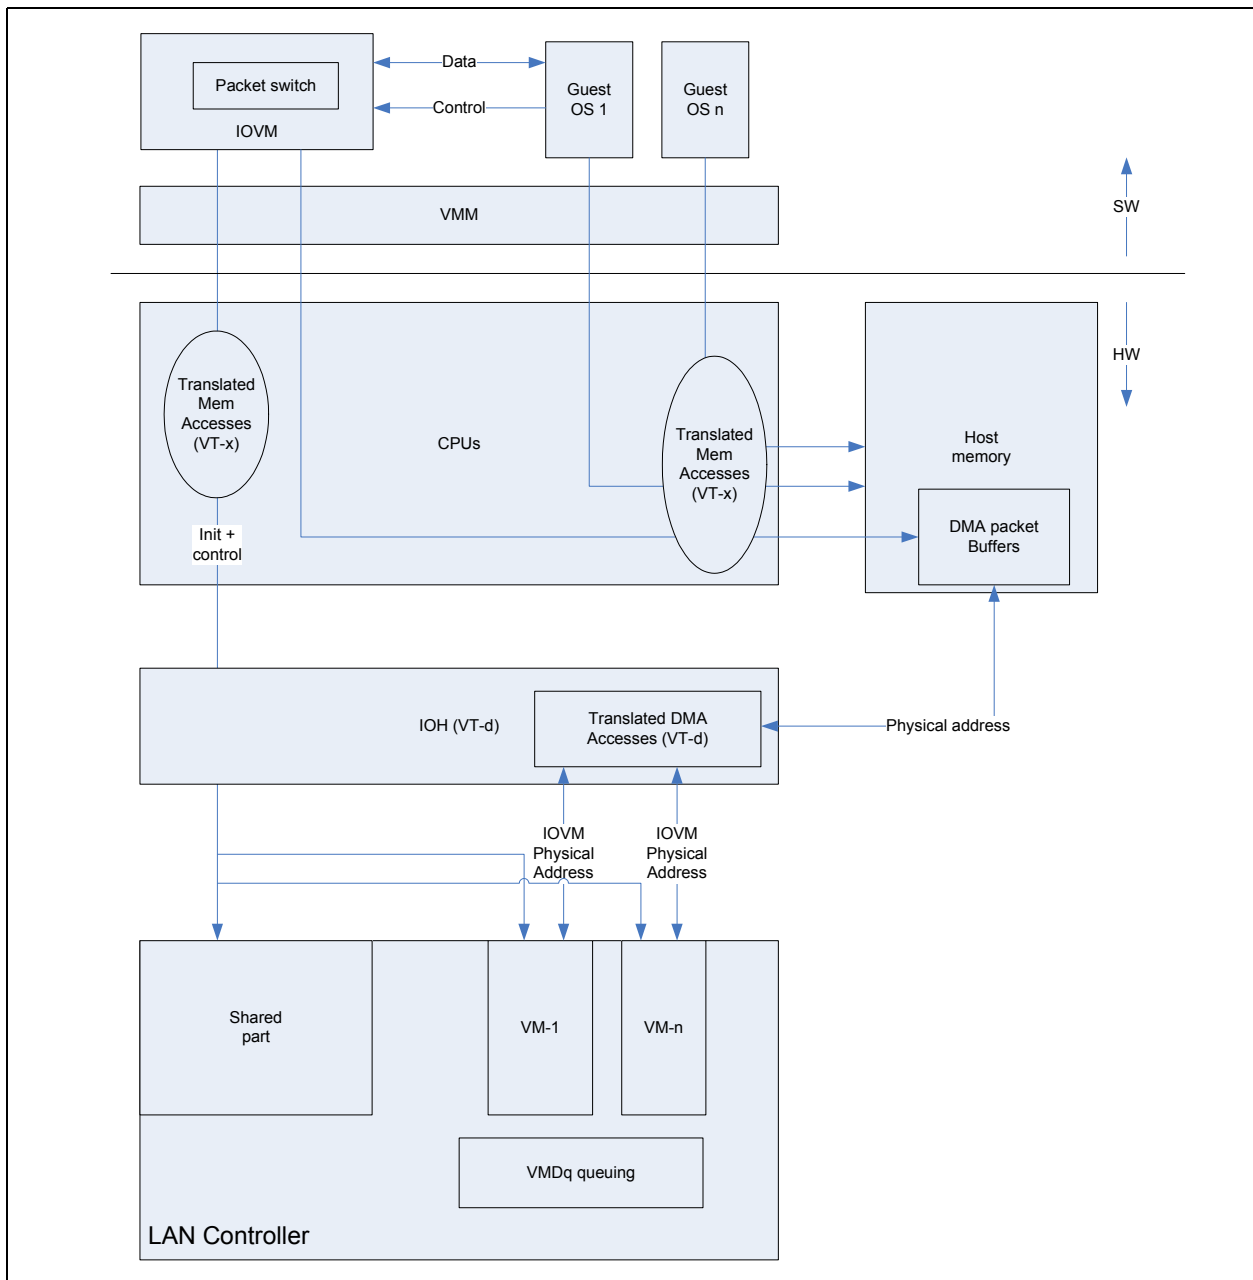 Packet switch
IOVM
Data
Control
Guest
OS 1
Guest
OS n
VMM
SW
HW
Translated
Mem
Accesses
(VT-x)
CPUs
Translated
Mem
Accesses
(VT-x)
Host
memory
DMA packet
Buffers
Init +
control
IOH (VT-d)
Translated DMA
Accesses (VT-d)
Physical address
IOVM
Physical
Address
IOVM
Physical
Address
Shared
part
VM-1
VM-n
VMDq queuing
LAN Controller